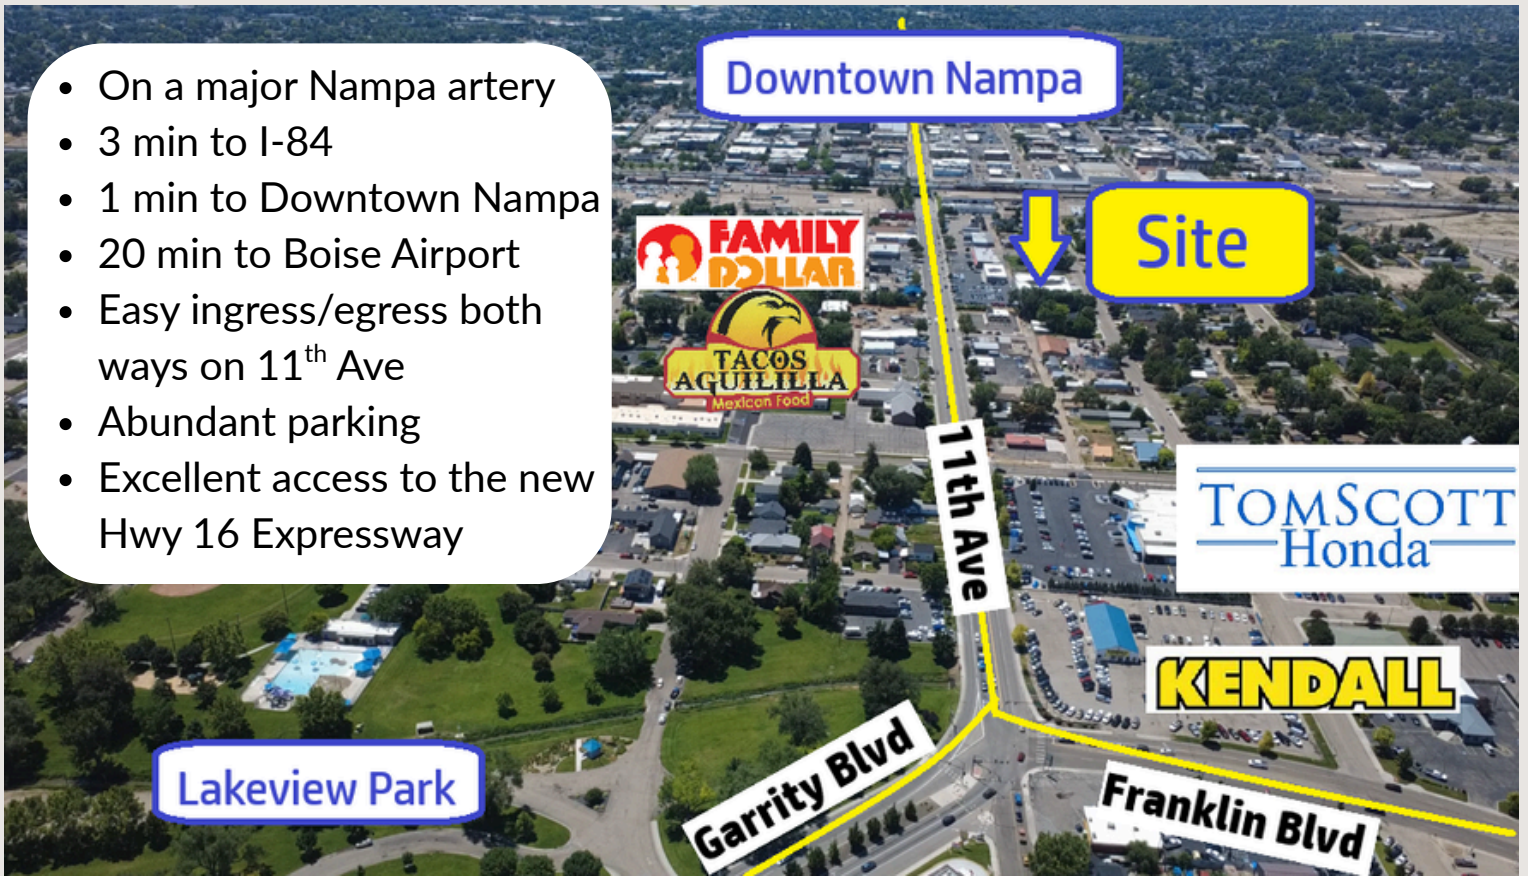 • On a major Nampa artery
• 3 min to I-84
• 1 min to Downtown Nampa
• 20 min to Boise Airport
• Easy ingress/egress both
ways on 11th Ave
• Abundant parking
• Excellent access to the new
Hwy 16 Expressway
Downtown Nampa
Site
FAMILY
DOLLAR
TACOS
AGUILILLA
Mexican Food
11th Ave
TOMSCOTT
Honda
KENDALL
Lakeview Park
Garrity Blvd
Franklin Blvd